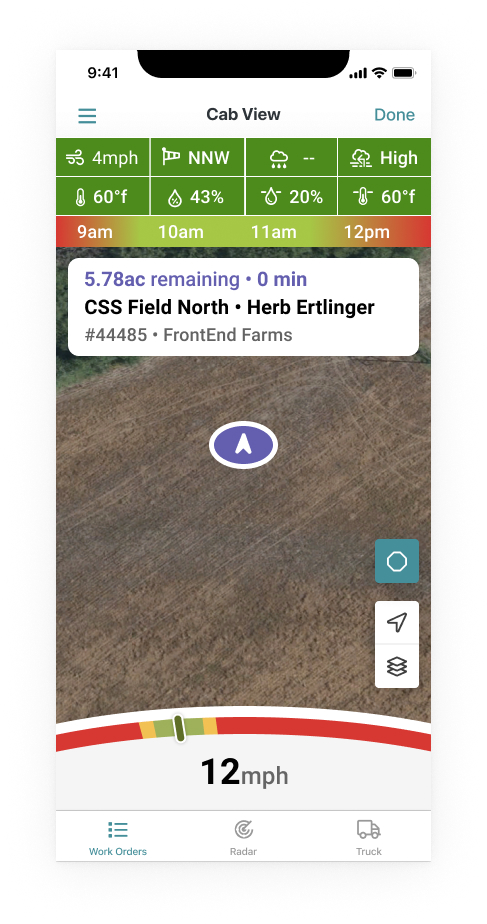 9:41
Cab View
Done
4mph NNW -- High
60°f 43% 20% 60°f
9am 10am 11am 12pm
5.78ac remaining • 0 min
CSS Field North • Herb Ertlinger
#44485 • FrontEnd Farms
12mph
Work Orders Radar Truck